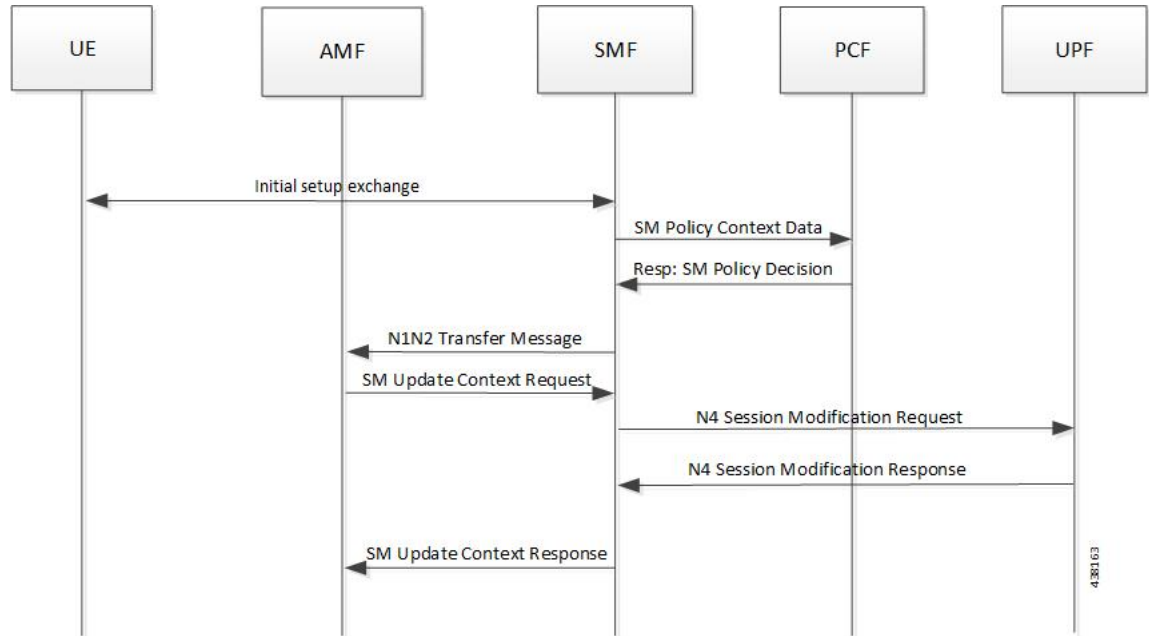 UE
AMF
SMF
PCF
UPF
Initial setup exchange
SM Policy Context Data
Resp: SM Policy Decision
N1N2 Transfer Message
SM Update Context Request
N4 Session Modification Request
N4 Session Modification Response
SM Update Context Response
438163